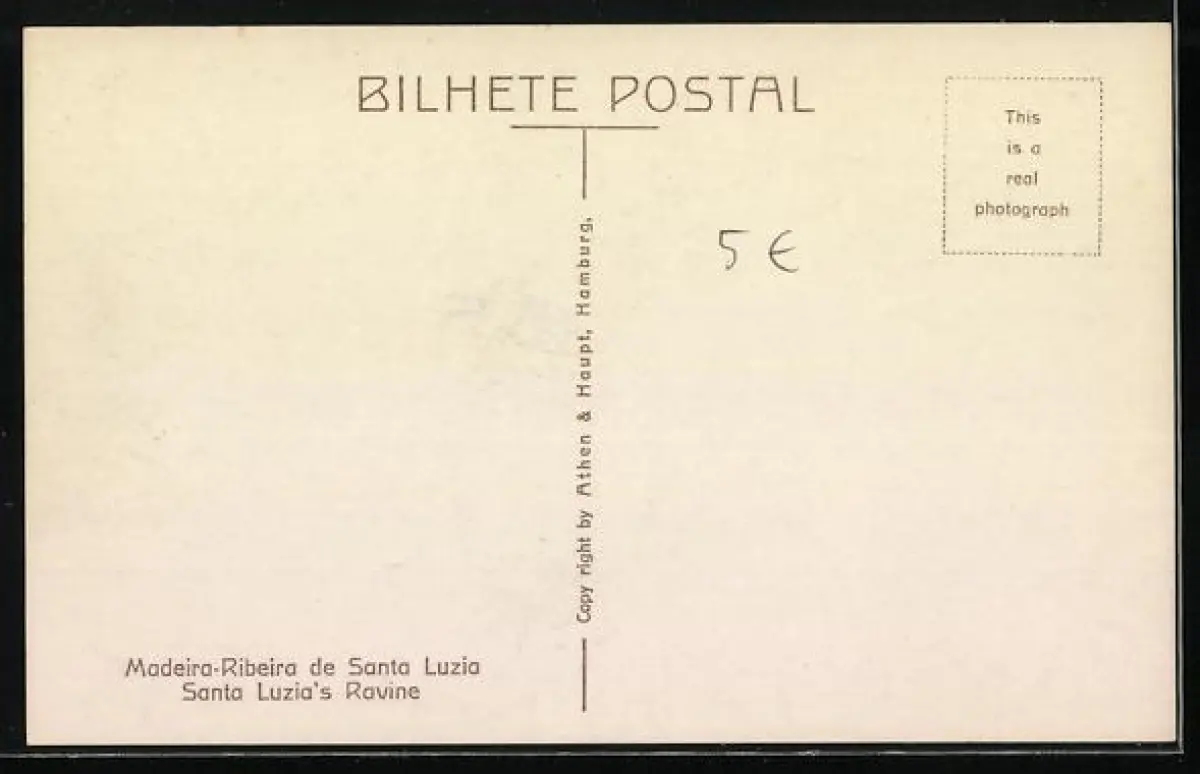 BILHETE POSTAL
This
is a
real
photograph
5 €
Copy right by Athen & Haupt, Hamburg.
Madeira-Ribeira de Santa Luzia
Santa Luzia's Ravine